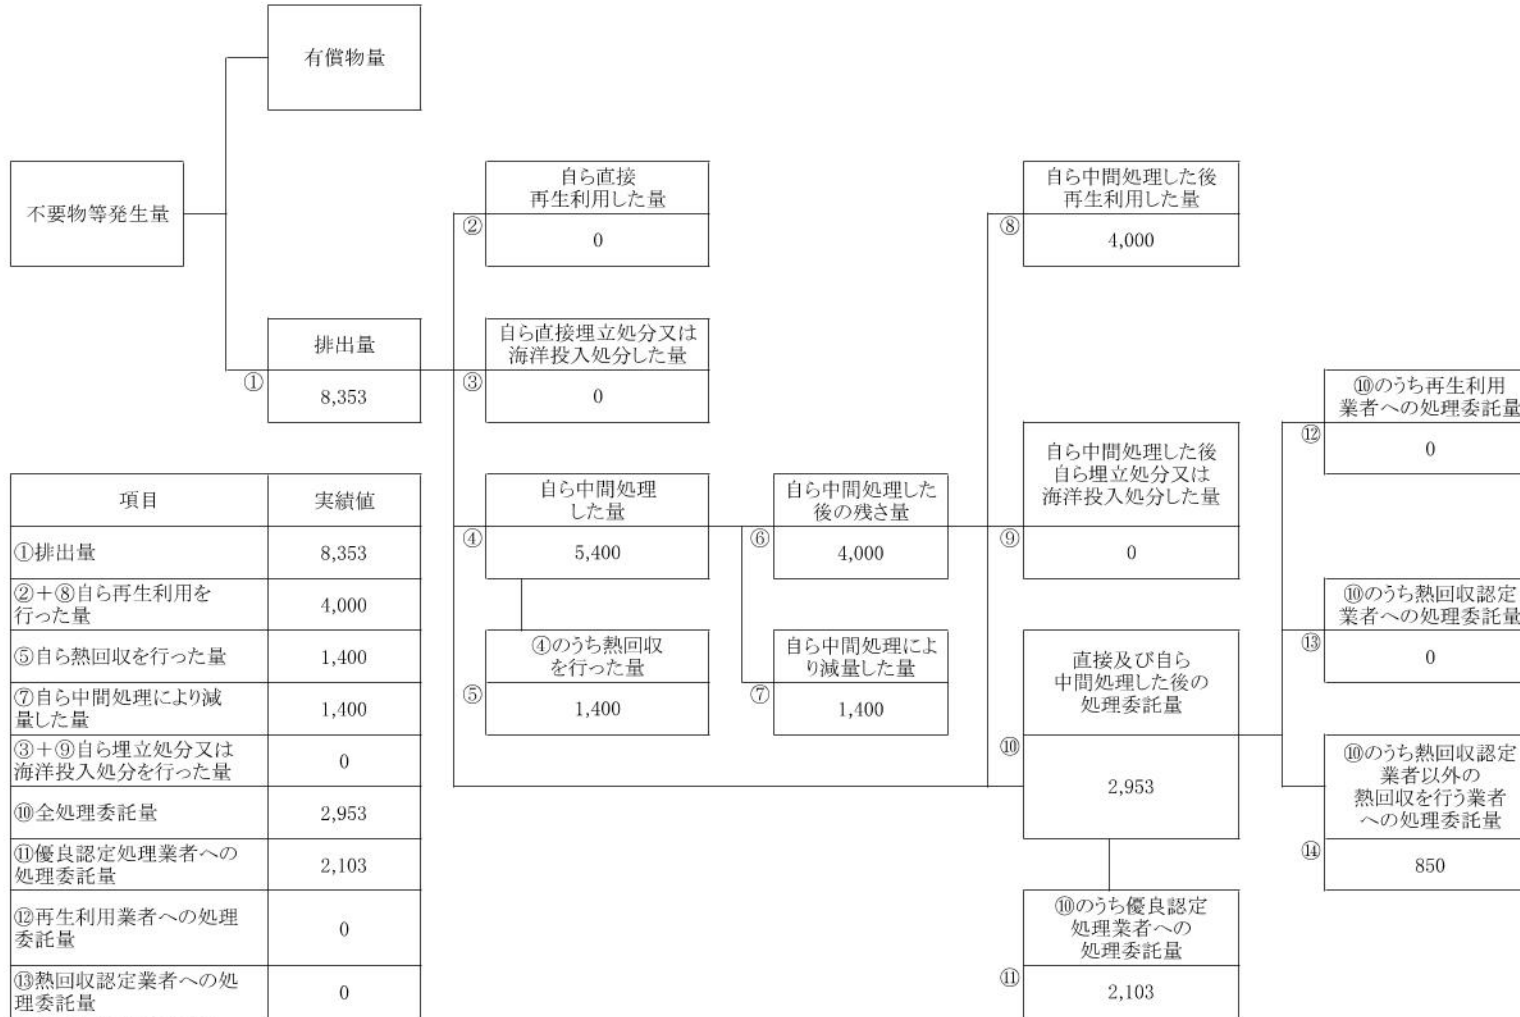 有償物量
不要物等発生量
自ら直接
再生利用した量
②
0
自ら中間処理した後
再生利用した量
⑧
4,000
排出量
①
8,353
自ら直接埋立処分又は
海洋投入処分した量
③
0
⑩のうち再生利用
業者への処理委託量
⑫
0
自ら中間処理
した量
④
5,400
自ら中間処理した
後の残さ量
⑥
4,000
自ら中間処理した後
自ら埋立処分又は
海洋投入処分した量
⑨
0
⑩のうち熱回収認定
業者への処理委託量
⑬
0
④のうち熱回収
を行った量
⑤
1,400
自ら中間処理によ
り減量した量
⑦
1,400
直接及び自ら
中間処理した後の
処理委託量
⑩
2,953
⑩のうち熱回収認定
業者以外の
熱回収を行う業者
への処理委託量
⑭
850
⑩のうち優良認定
処理業者への
処理委託量
⑪
2,103
項目
実績値
①排出量
8,353
②+⑧自ら再生利用を
行った量
4,000
⑤自ら熱回収を行った量
1,400
⑦自ら中間処理により減
量した量
1,400
③+⑨自ら埋立処分又は
海洋投入処分を行った量
0
⑩全処理委託量
2,953
⑪優良認定処理業者への
処理委託量
2,103
⑫再生利用業者への処理
委託量
0
⑬熱回収認定業者への処
理委託量
0